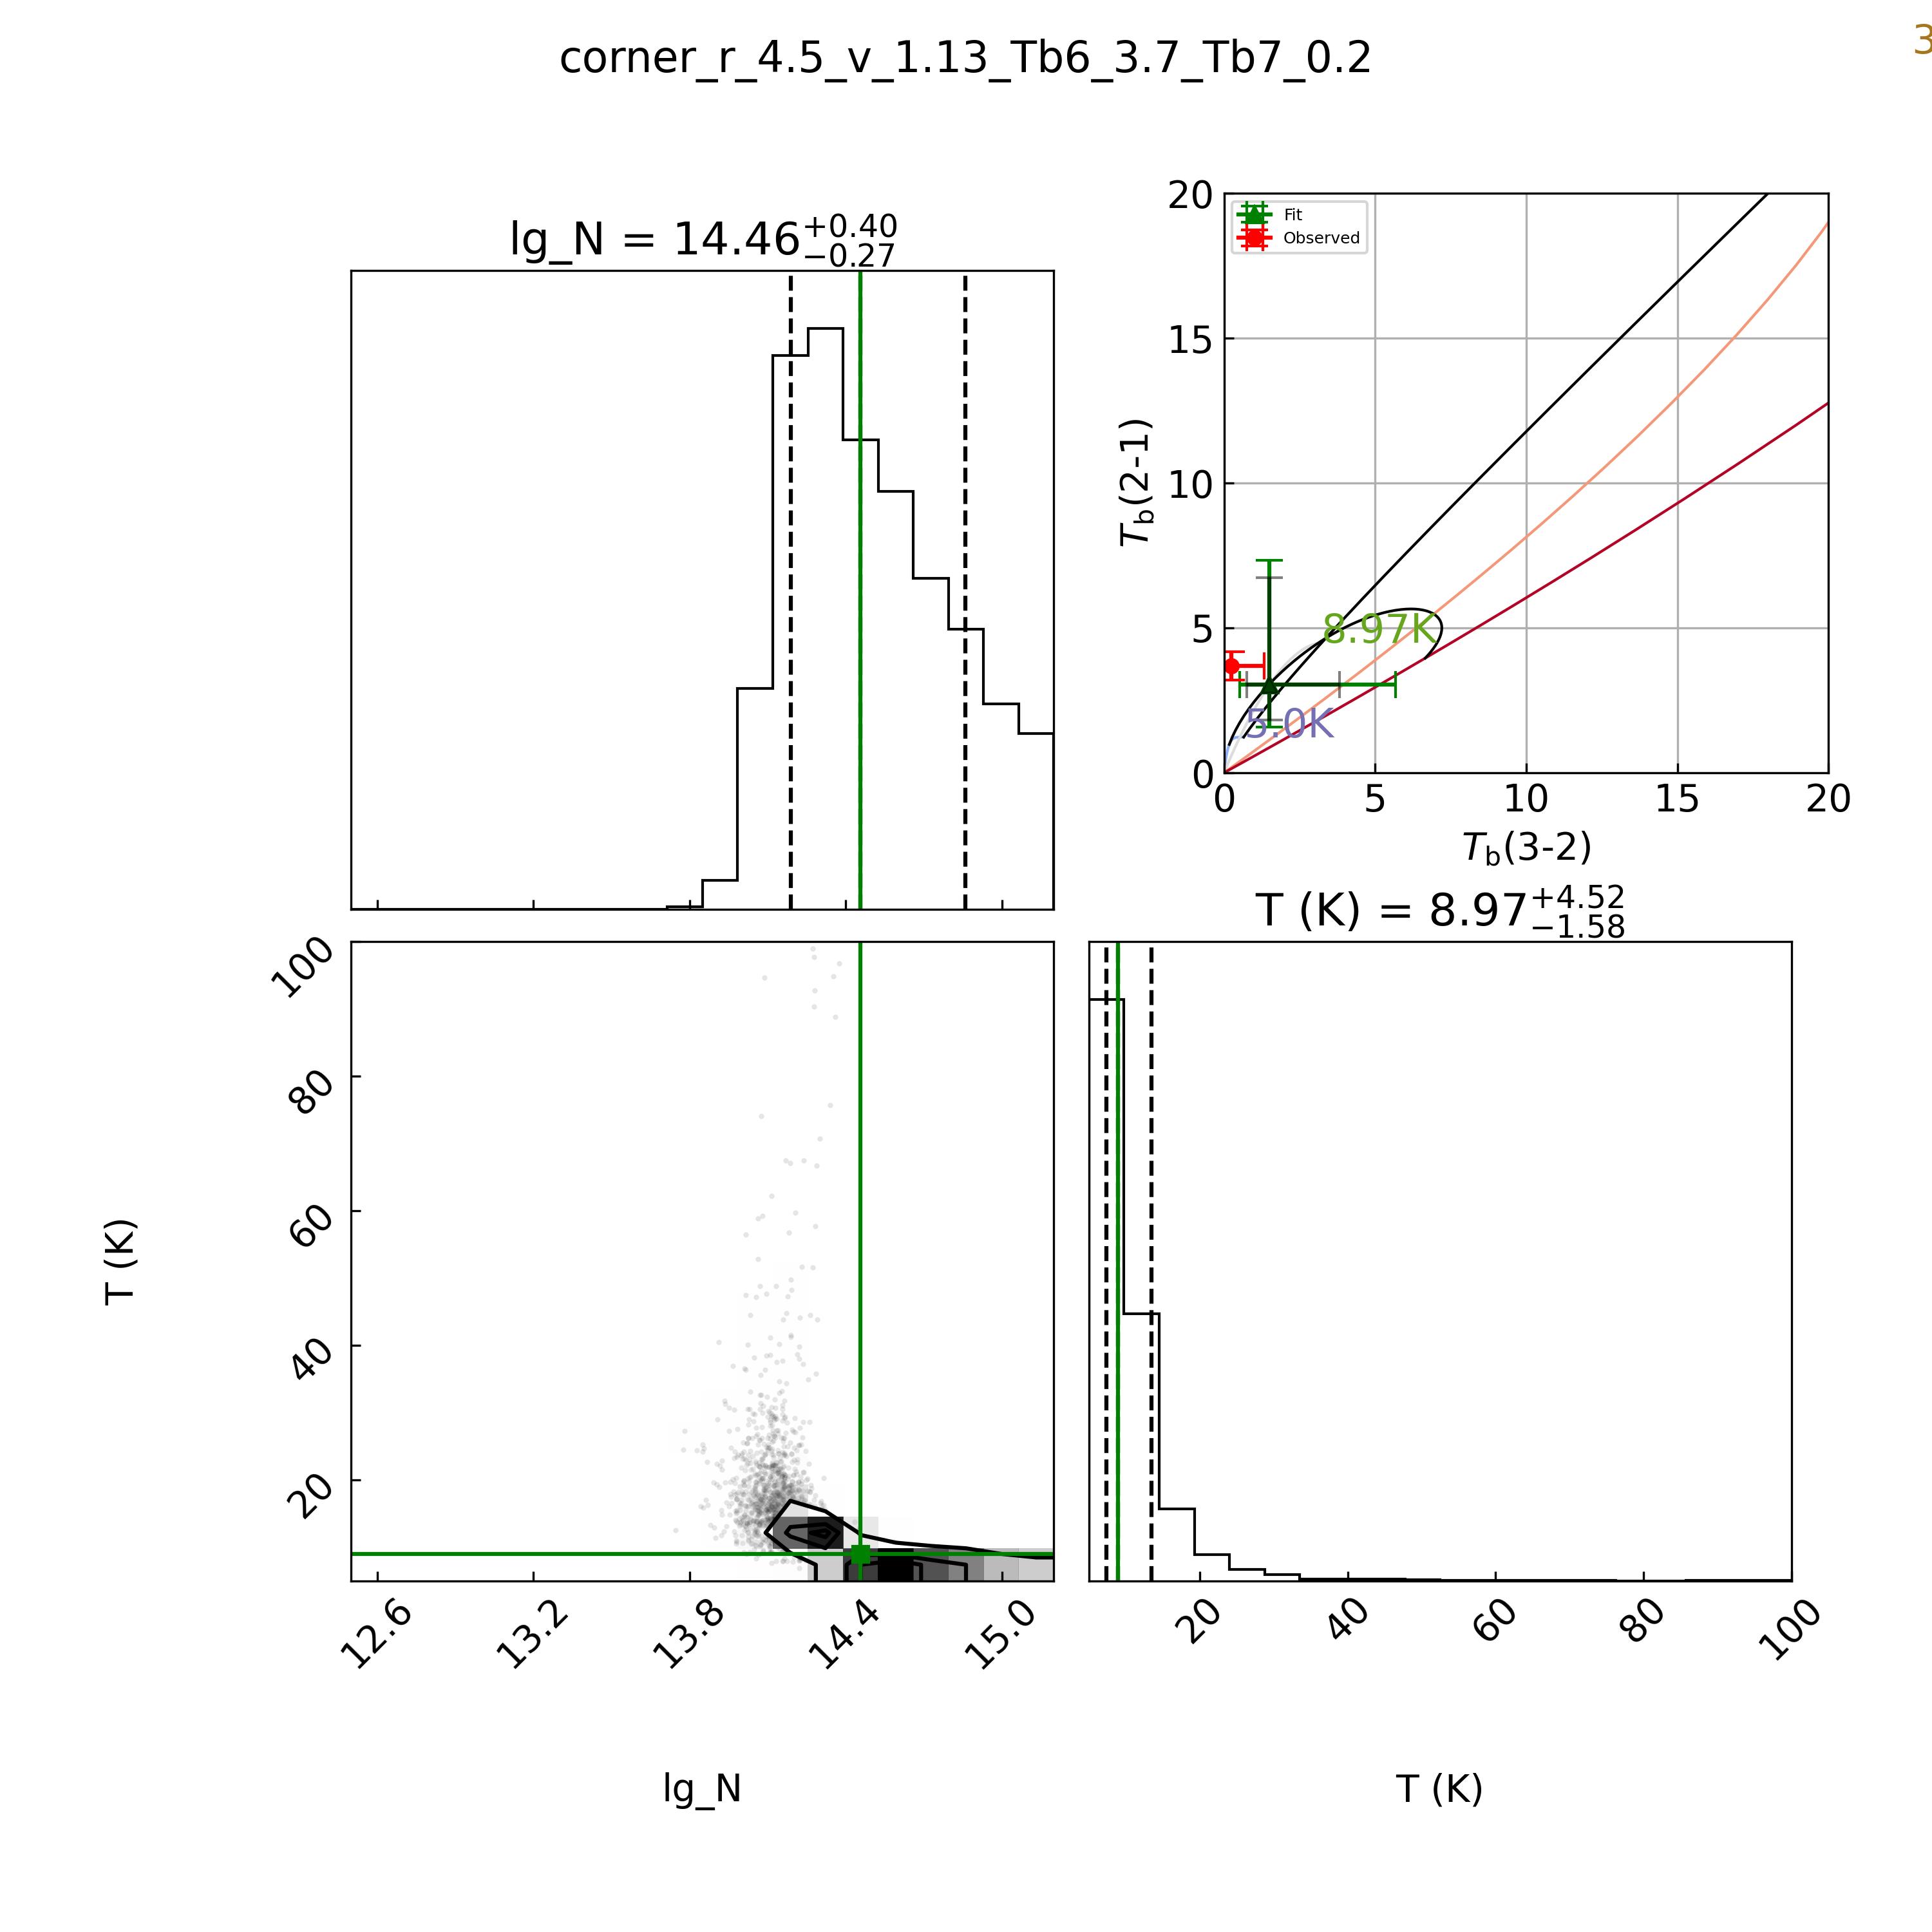 corner_r_4.5_v_1.13_Tb6_3.7_Tb7_0.2
3
lg_N = 14.46 +0.40 −0.27
20
15
10
5
0
Tb(2-1)
Fit
Observed
8.97K
5.0K
0 5 10 15 20
Tb(3-2)
T (K) = 8.97 +4.52 −1.58
100
80
60
40
20
T (K)
12.6 13.2 13.8 14.4 15.0
lg_N
20 40 60 80 100
T (K)